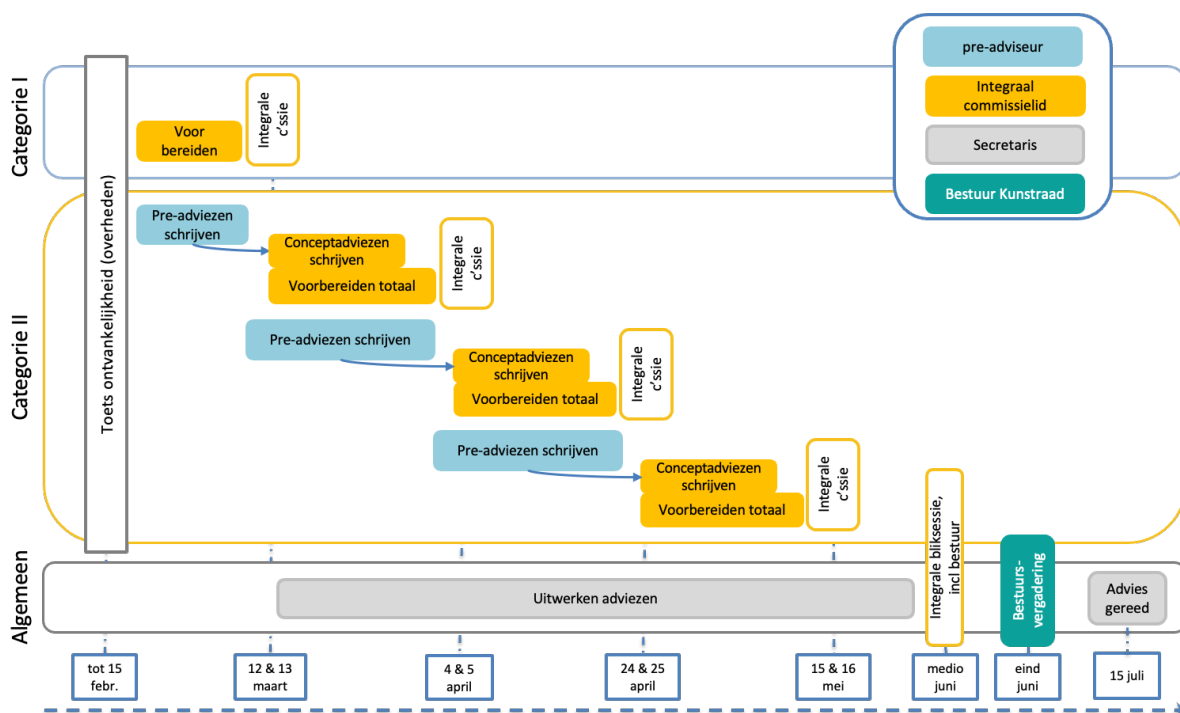 pre-adviseur
Integraal
commissielid
Secretaris
Bestuur Kunstraad
Categorie I
Toets ontvankelijkheid (overheden)
Voor
bereiden
Integrale
c'ssie
Categorie II
Pre-adviezen
schrijven
Conceptadviezen
schrijven
Voorbereiden totaal
Integrale
c'ssie
Pre-adviezen schrijven
Conceptadviezen
schrijven
Voorbereiden totaal
Integrale
c'ssie
Pre-adviezen schrijven
Conceptadviezen
schrijven
Voorbereiden totaal
Integrale
c'ssie
Algemeen
Uitwerken adviezen
Integrale bliksessie,
incl bestuur
Bestuurs-
vergadering
Advies
gereed
tot 15
febr.
12 & 13
maart
4 & 5
april
24 & 25
april
15 & 16
mei
medio
juni
eind
juni
15 juli